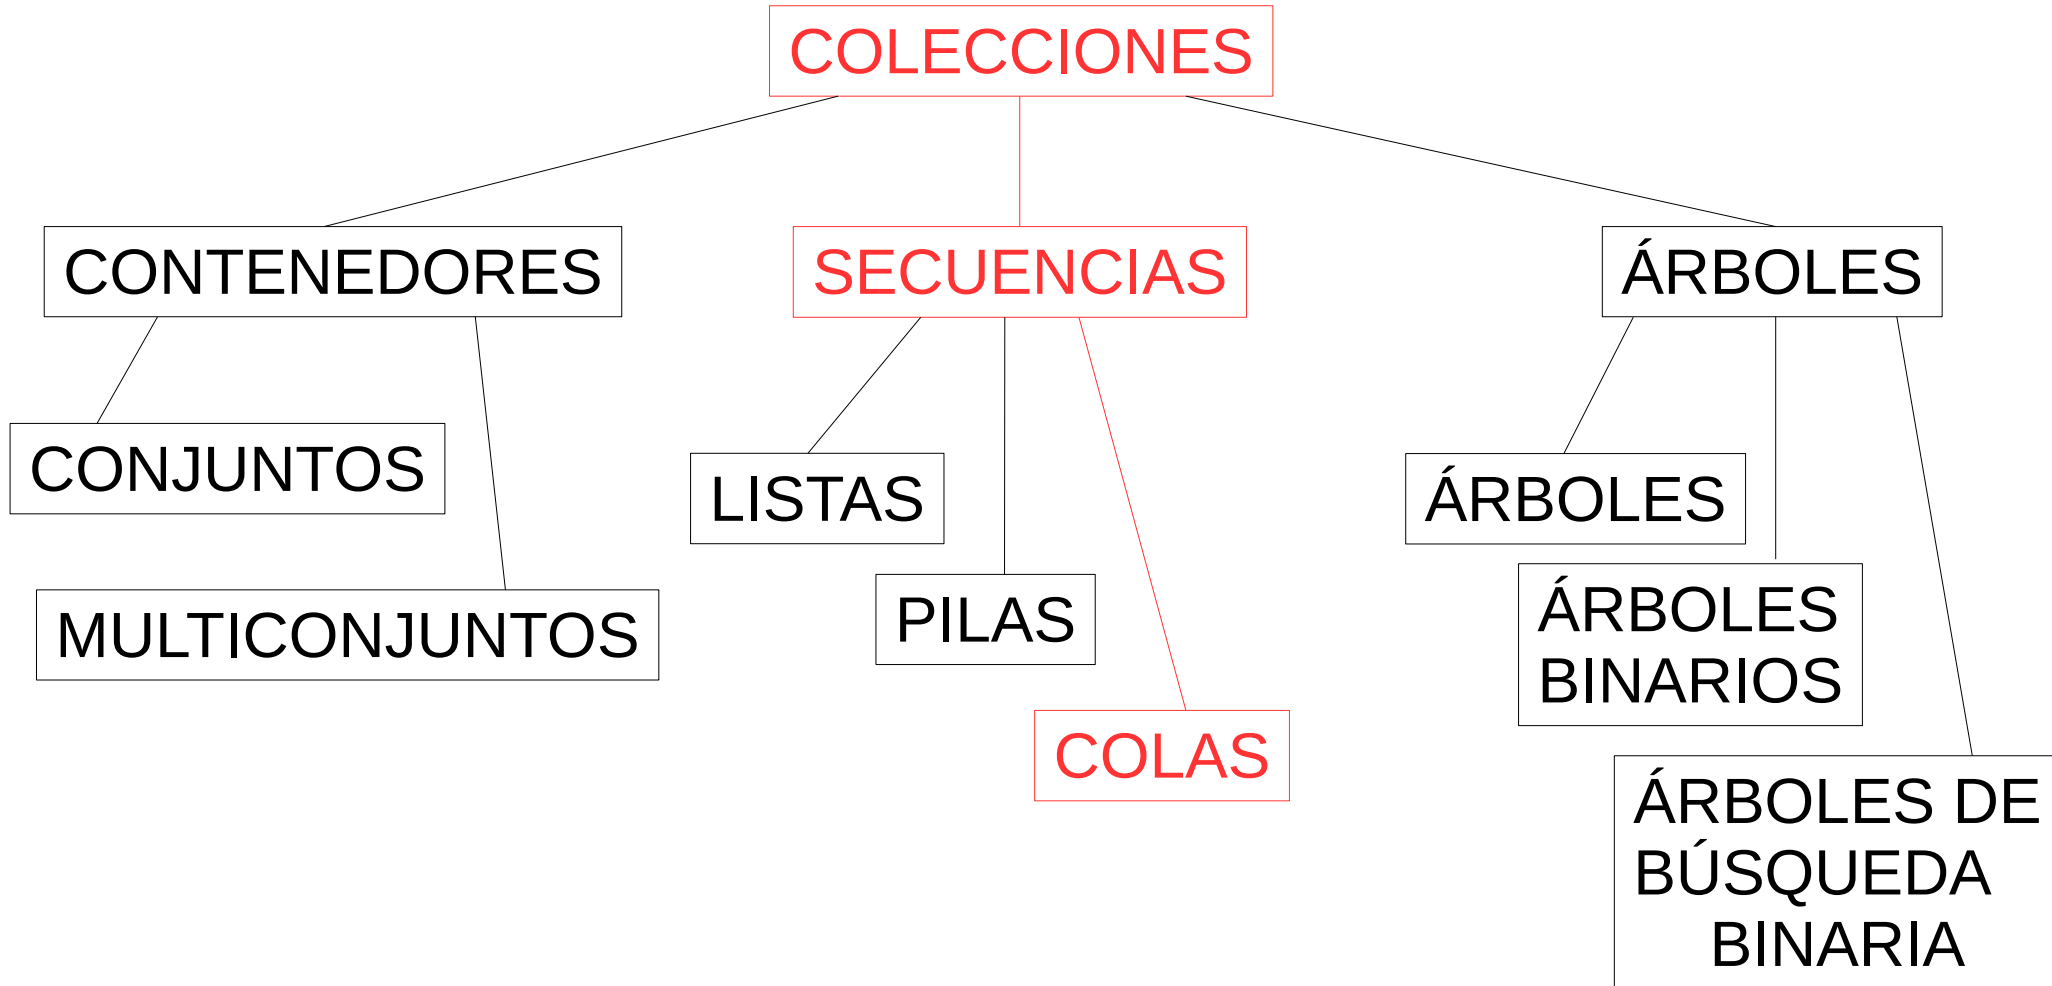 COLECCIONES
CONTENEDORES
SECUENCIAS
ÁRBOLES
CONJUNTOS
LISTAS
ÁRBOLES
MULTICONJUNTOS
PILAS
ÁRBOLES
BINARIOS
COLAS
ÁRBOLES DE
BÚSQUEDA
BINARIA